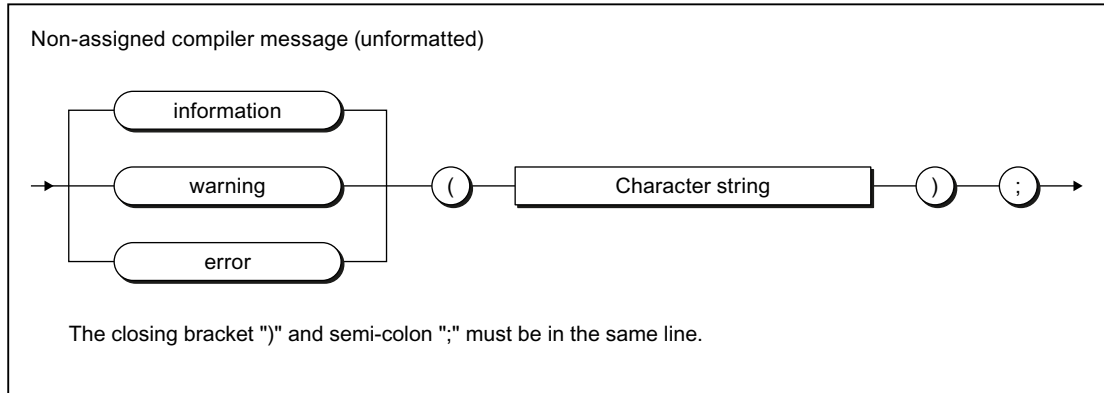 Non-assigned compiler message (unformatted)
information
warning
error
(
Character string
)
;
The closing bracket ")" and semi-colon ";" must be in the same line.